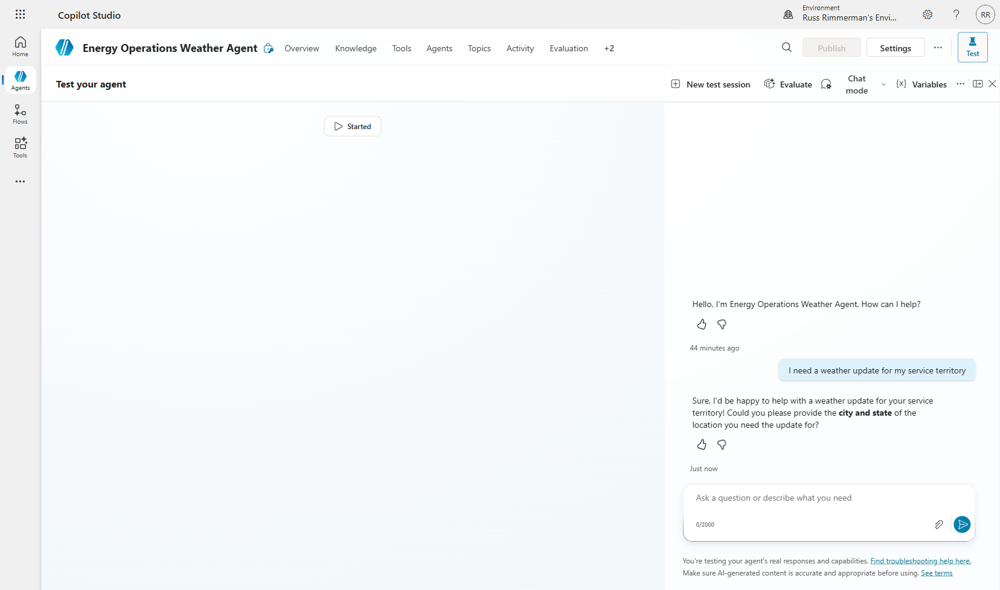 Copilot Studio
Environment
Russ Rimmerman's Envi...
RR
Home
Agents
Flows
Tools
Energy Operations Weather Agent
Overview
Knowledge
Tools
Agents
Topics
Activity
Evaluation
+2
Publish
Settings
Test
Test your agent
New test session
Evaluate
Chat
mode
{x} Variables
Started
Hello, I'm Energy Operations Weather Agent. How can I help?
44 minutes ago
I need a weather update for my service territory
Sure, I'd be happy to help with a weather update for your service
territory! Could you please provide the city and state of the
location you need the update for?
Just now
Ask a question or describe what you need
0/2000
You're testing your agent's real responses and capabilities. Find troubleshooting help here.
Make sure AI-generated content is accurate and appropriate before using. See terms